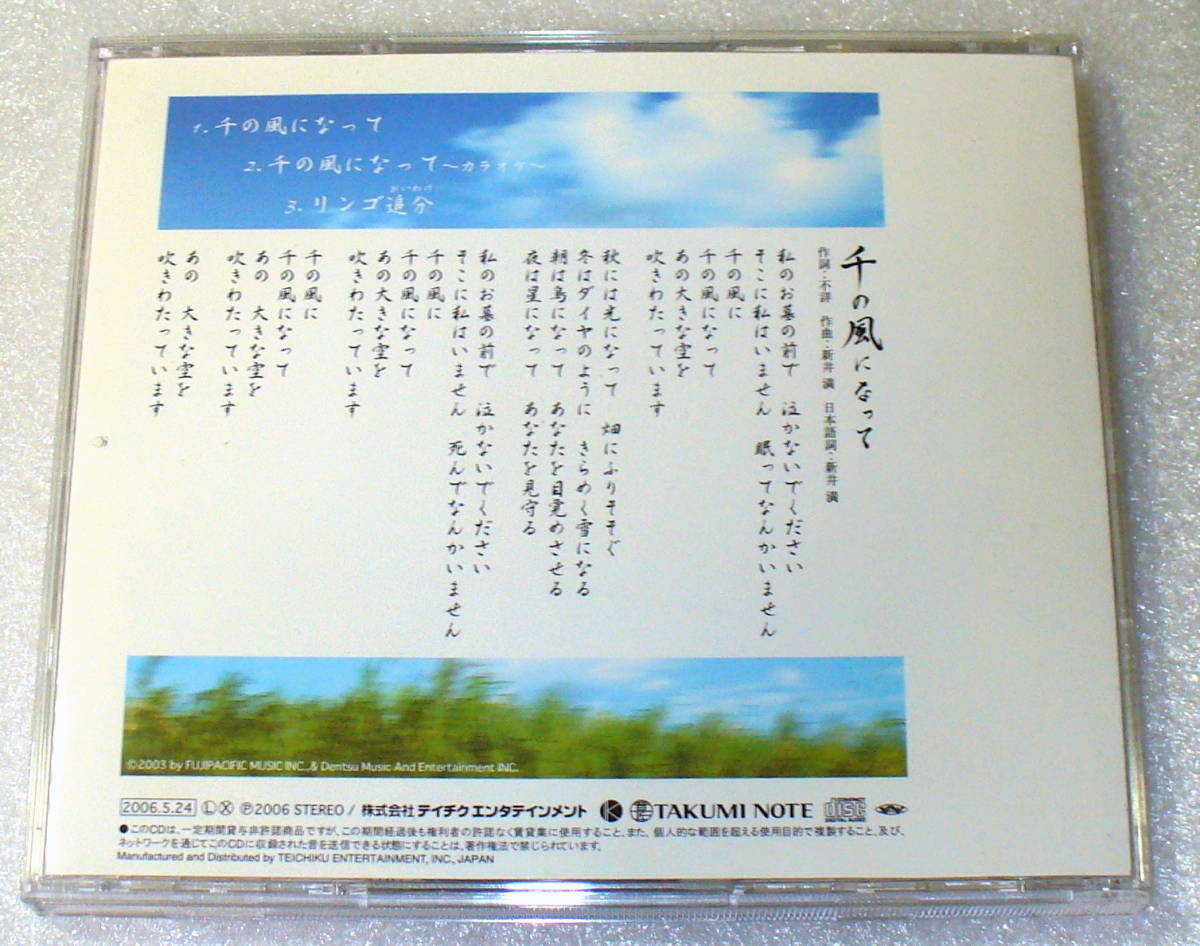 1. 千の風になって
2. 千の風になって〜カラオケ〜
おいわけ
3. リンゴ追分
千の風になって
作詞・不詳 作曲・新井 満 日本語詞・新井 満
私のお墓の前で 泣かないでください
そこに私はいません 眠ってなんかいません
千の風に
千の風になって
あの大きな空を
吹きわたっています
秋には光になって 畑にふりそそぐ
冬はダイヤのように きらめく雪になる
朝は鳥になって あなたを目覚めさせる
夜は星になって あなたを見守る
私のお墓の前で 泣かないでください
そこに私はいません 死んでなんかいません
千の風に
千の風になって
あの大きな空を
吹きわたっています
千の風に
千の風になって
あの 大きな空を
吹きわたっています
あの 大きな空を
吹きわたっています
©2003 by FUJIPACIFIC MUSIC INC., & Dentsu Music And Entertainment INC.
2006.5.24 Ⓛ Ⓧ ℗2006 STEREO / 株式会社テイチクエンタテインメント TAKUMI NOTE COMPACT disc DIGITAL AUDIO
●このCDは、一定期間貸与非許諾商品ですが、この期間経過後も権利者の許諾なく賃貸業に使用すること、また、個人的な範囲を超える使用目的で複製すること、及び、
ネットワークを通じてこのCDに収録された音を送信できる状態にすることは、著作権法で禁じられています。
Manufactured and Distributed by TEICHIKU ENTERTAINMENT, INC., JAPAN